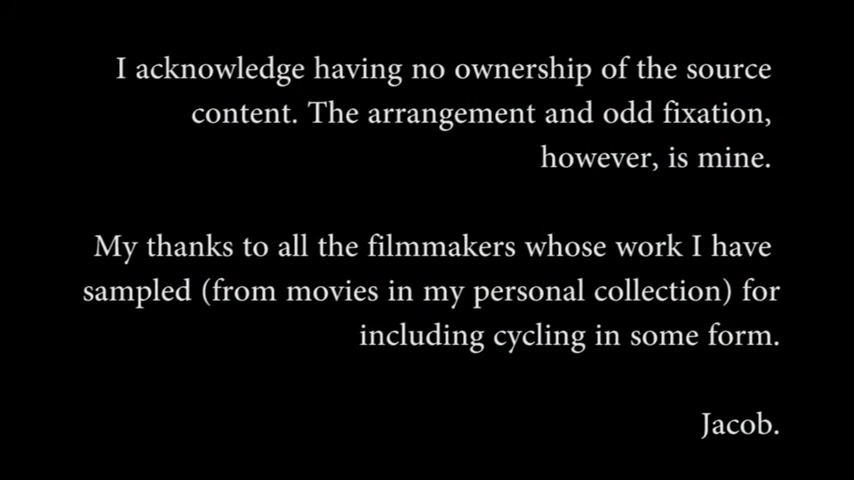 I acknowledge having no ownership of the source
content. The arrangement and odd fixation,
however, is mine.
My thanks to all the filmmakers whose work I have
sampled (from movies in my personal collection) for
including cycling in some form.
Jacob.